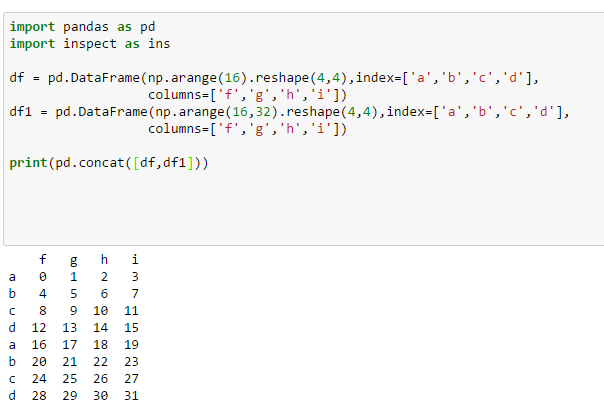 import pandas as pd
import inspect as ins
df = pd.DataFrame(np.arange(16).reshape(4,4),index=['a','b','c','d'],
columns=['f','g','h','i'])
df1 = pd.DataFrame(np.arange(16,32).reshape(4,4),index=['a','b','c','d'],
columns=['f','g','h','i'])
print(pd.concat([df,df1]))
f g h i
a 0 1 2 3
b 4 5 6 7
c 8 9 10 11
d 12 13 14 15
a 16 17 18 19
b 20 21 22 23
c 24 25 26 27
d 28 29 30 31